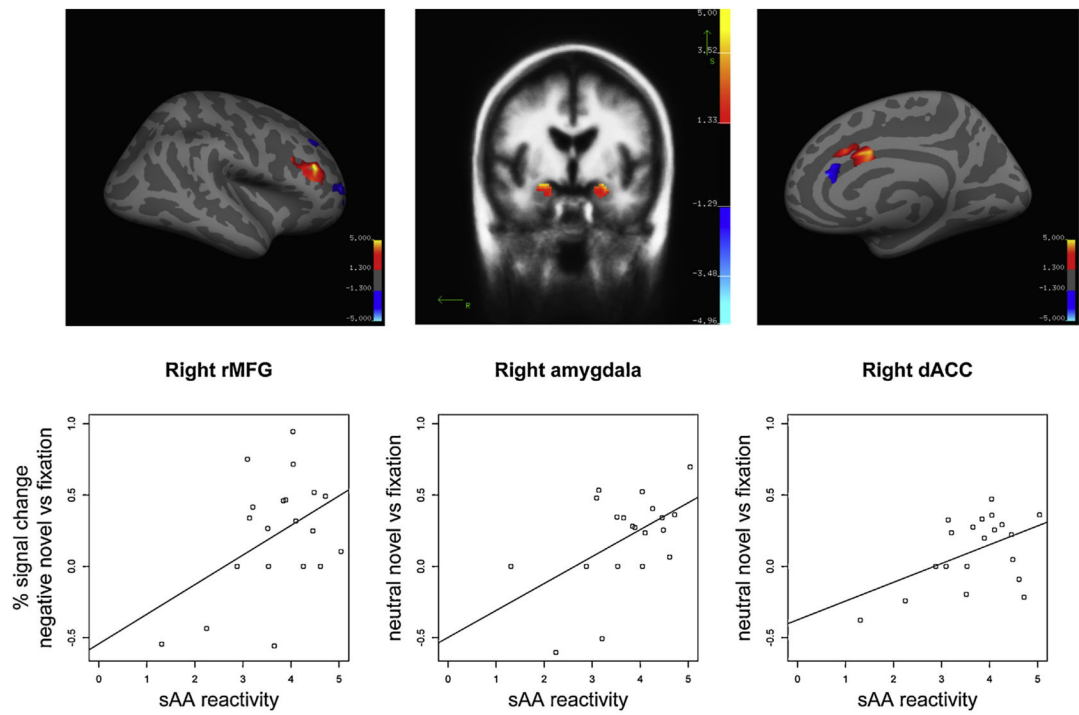 5.000
1.300
-1.300
-5.000
5.00
3.52
S
1.33
-1.29
-3.48
-4.96
R
5.000
1.300
-1.300
-5.000
Right rMFG
Right amygdala
Right dACC
% signal change
negative novel vs fixation
1.0
0.5
0.0
-0.5
0 1 2 3 4 5
sAA reactivity
neutral novel vs fixation
1.0
0.5
0.0
-0.5
0 1 2 3 4 5
sAA reactivity
neutral novel vs fixation
1.0
0.5
0.0
-0.5
0 1 2 3 4 5
sAA reactivity